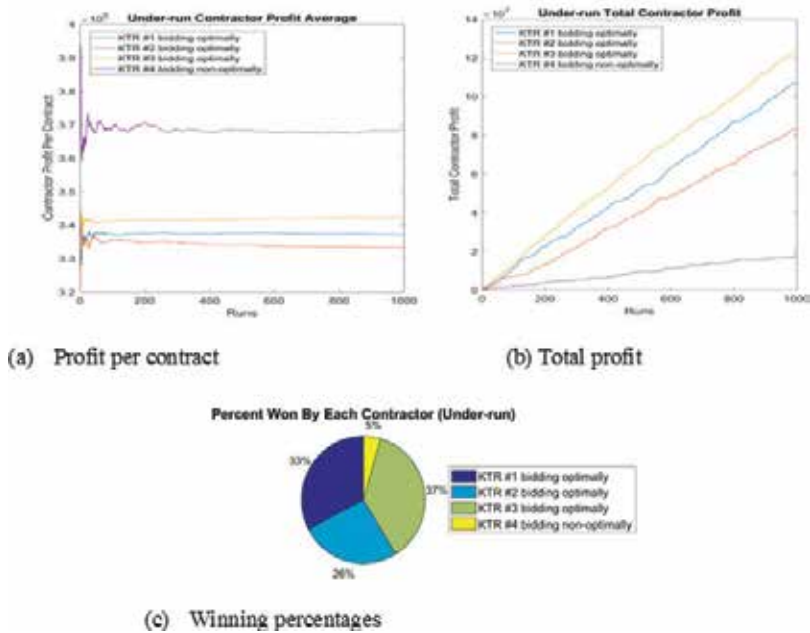 ×10⁵
Under-run Contractor Profit Average
KTR #1 bidding optimally
KTR #2 bidding optimally
KTR #3 bidding optimally
KTR #4 bidding non-optimally
Contractor Profit Per Contract
4
3.9
3.8
3.7
3.6
3.5
3.4
3.3
3.2
0
200
400
600
800
1000
Runs
(a) Profit per contract
Under-run Total Contractor Profit
KTR #1 bidding optimally
KTR #2 bidding optimally
KTR #3 bidding optimally
KTR #4 bidding non-optimally
Total Contractor Profit
14
12
10
8
6
4
2
0
0
200
400
600
800
1000
Runs
(b) Total profit
Percent Won By Each Contractor (Under-run)
5%
33%
37%
26%
KTR #1 bidding optimally
KTR #2 bidding optimally
KTR #3 bidding optimally
KTR #4 bidding non-optimally
(c) Winning percentages